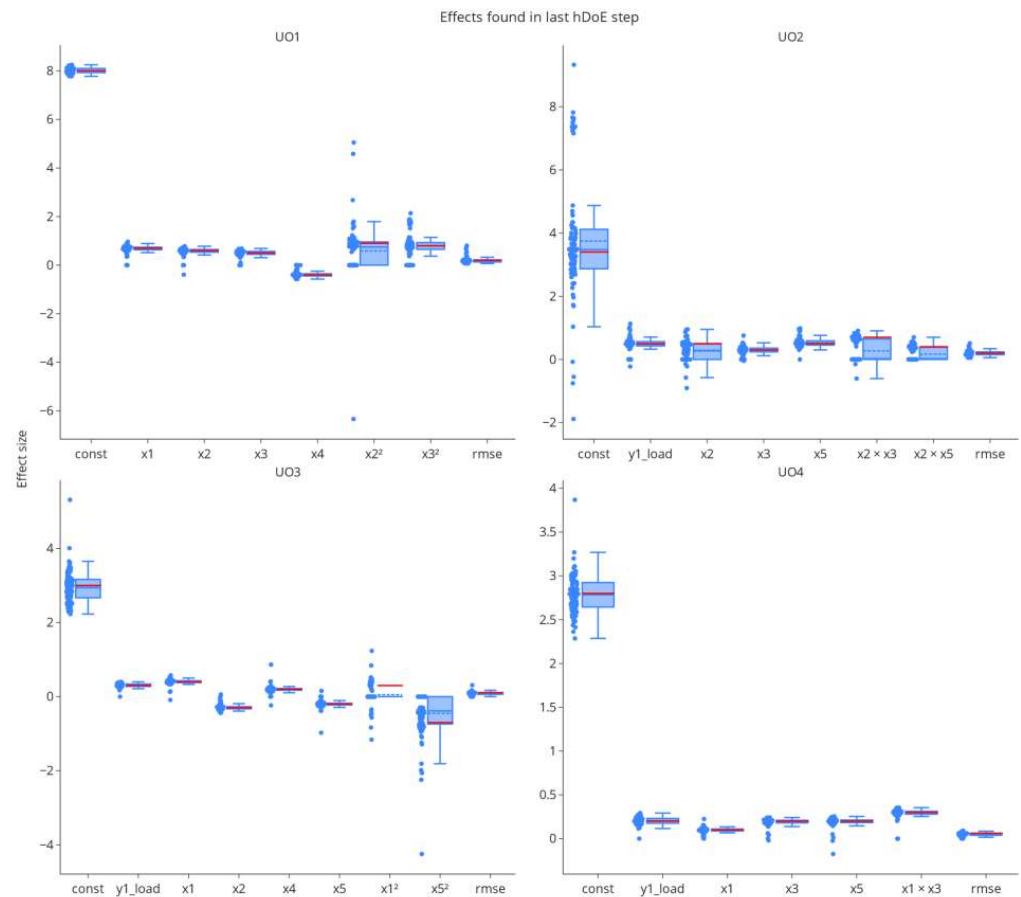 Effects found in last hDoE step
UO1
UO2
8
6
4
2
0
−2
−4
−6
const x1 x2 x3 x4 x2² x3² rmse
8
6
4
2
0
−2
const y1_load x2 x3 x5 x2 × x3 x2 × x5 rmse
Effect size
UO3
UO4
4
2
0
−2
−4
const y1_load x1 x2 x4 x5 x1² x5² rmse
4
3.5
3
2.5
2
1.5
1
0.5
0
const y1_load x1 x3 x5 x1 × x3 rmse